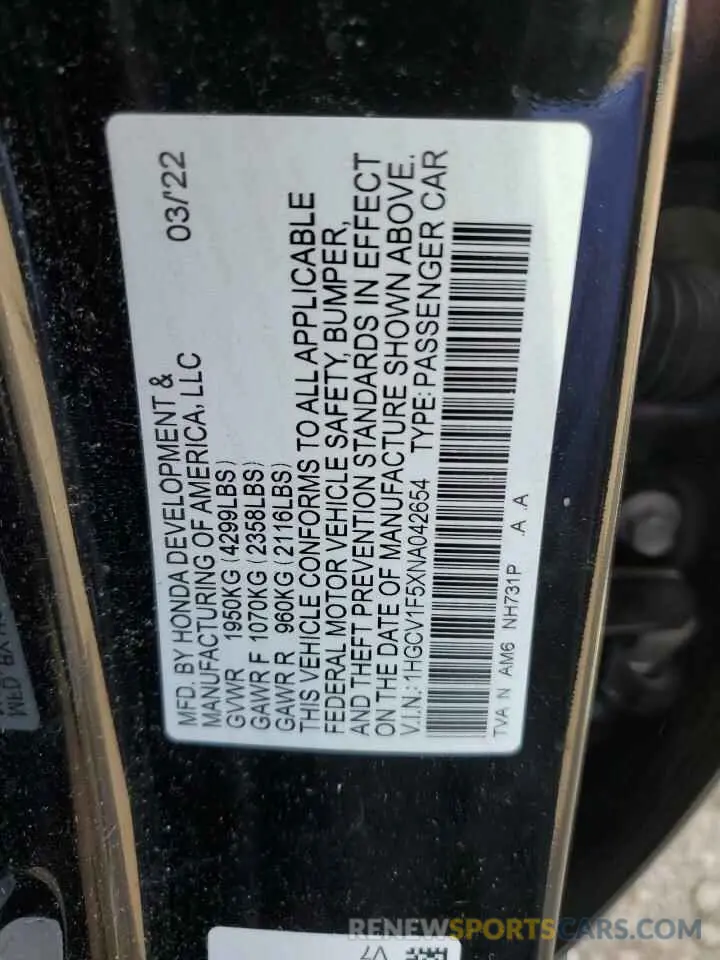 MFD. BY HONDA DEVELOPMENT & 03/'22
MANUFACTURING OF AMERICA, LLC
GVWR 1950KG (4299LBS)
GAWR F 1070KG (2358LBS)
GAWR R 960KG (2116LBS)
THIS VEHICLE CONFORMS TO ALL APPLICABLE
FEDERAL MOTOR VEHICLE SAFETY, BUMPER,
AND THEFT PREVENTION STANDARDS IN EFFECT
ON THE DATE OF MANUFACTURE SHOWN ABOVE.
V.I.N.: 1HGCV1F5XNA042654 TYPE: PASSENGER CAR
TVA N AM6 NH731P .A .A
RENEWSPORTSCARS.COM